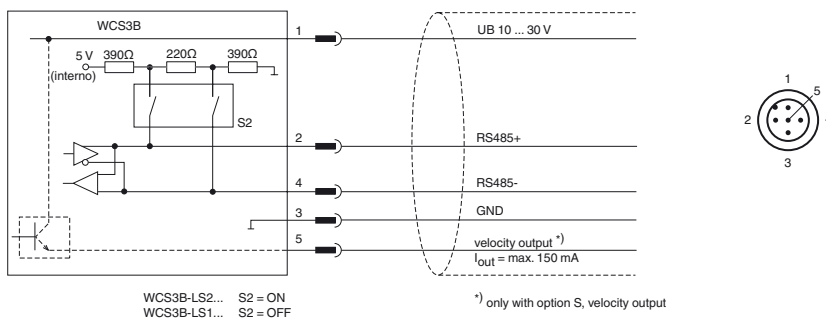 WCS3B
1
UB 10 ... 30 V
5 V 390Ω 220Ω 390Ω
(interno)
S2
2
RS485+
4
RS485-
3
GND
5
velocity output *)
Iout = max. 150 mA
WCS3B-LS2... S2 = ON
WCS3B-LS1... S2 = OFF
*) only with option S, velocity output
1
5
2
3